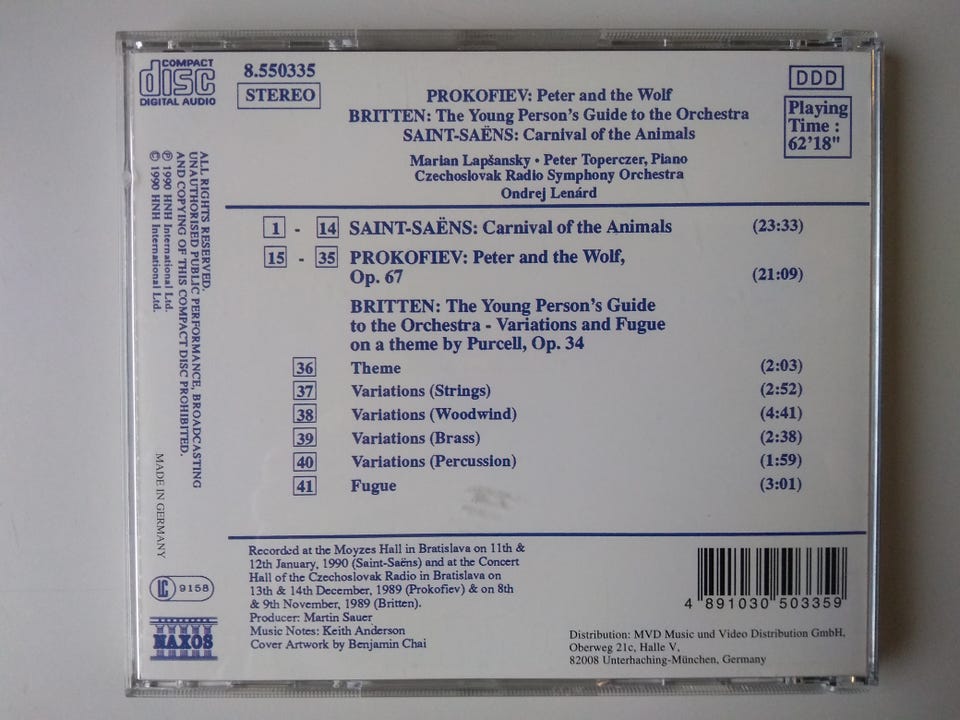 COMPACT
disc
DIGITAL AUDIO
8.550335
STEREO
PROKOFIEV: Peter and the Wolf
BRITTEN: The Young Person's Guide to the Orchestra
SAINT-SAËNS: Carnival of the Animals
Marian Lapšansky • Peter Toperczer, Piano
Czechoslovak Radio Symphony Orchestra
Ondrej Lenárd
DDD
Playing
Time :
62'18"
ALL RIGHTS RESERVED.
UNAUTHORISED PUBLIC PERFORMANCE, BROADCASTING
AND COPYING OF THIS COMPACT DISC PROHIBITED.
℗ 1990 HNH International Ltd.
© 1990 HNH International Ltd.
MADE IN GERMANY
LC 9158
NAXOS
1 - 14 SAINT-SAËNS: Carnival of the Animals (23:33)
15 - 35 PROKOFIEV: Peter and the Wolf,
Op. 67 (21:09)
BRITTEN: The Young Person's Guide
to the Orchestra - Variations and Fugue
on a theme by Purcell, Op. 34
36 Theme (2:03)
37 Variations (Strings) (2:52)
38 Variations (Woodwind) (4:41)
39 Variations (Brass) (2:38)
40 Variations (Percussion) (1:59)
41 Fugue (3:01)
Recorded at the Moyzes Hall in Bratislava on 11th &
12th January, 1990 (Saint-Saëns) and at the Concert
Hall of the Czechoslovak Radio in Bratislava on
13th & 14th December, 1989 (Prokofiev) & on 8th
& 9th November, 1989 (Britten).
Producer: Martin Sauer
Music Notes: Keith Anderson
Cover Artwork by Benjamin Chai
4 891030 503359
Distribution: MVD Music und Video Distribution GmbH,
Oberweg 21c, Halle V,
82008 Unterhaching-München, Germany